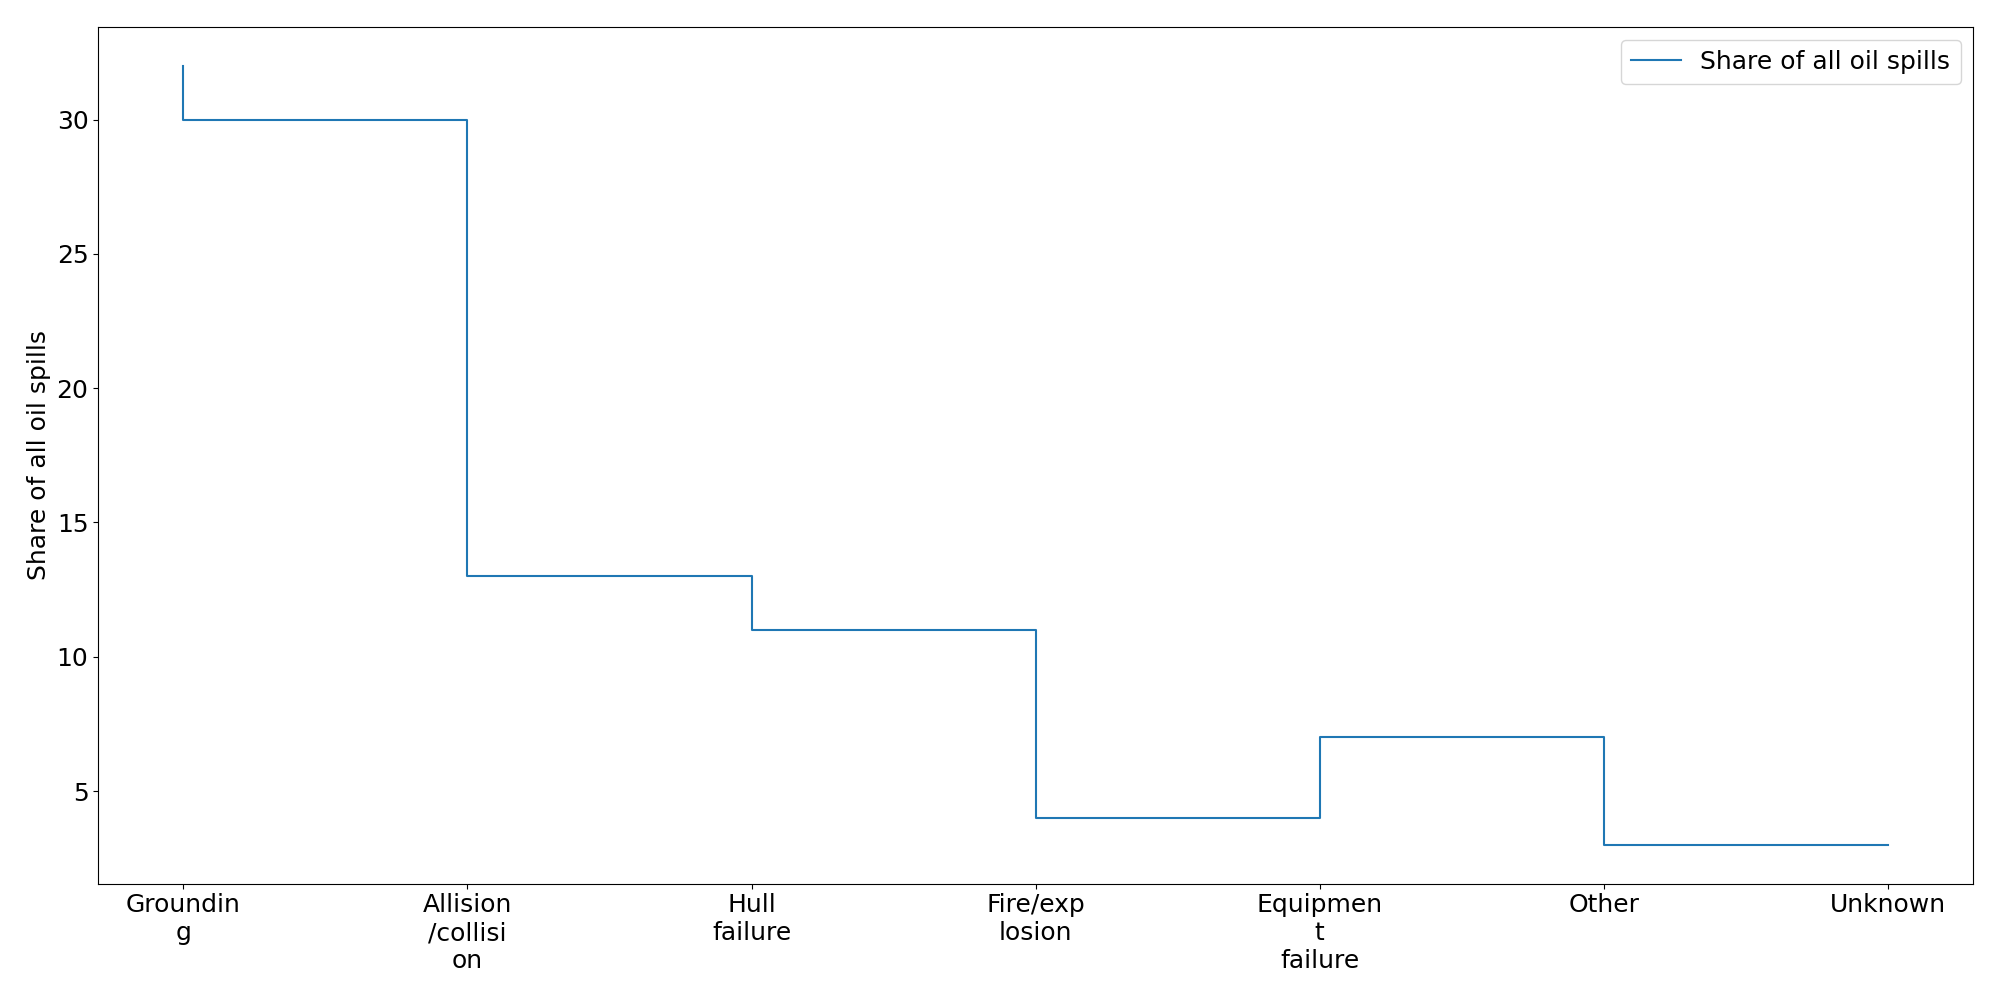 Share of all oil spills
Share of all oil spills
30
25
20
15
10
5
Groundin
g
Allision
/collisi
on
Hull
failure
Fire/exp
losion
Equipmen
t
failure
Other
Unknown